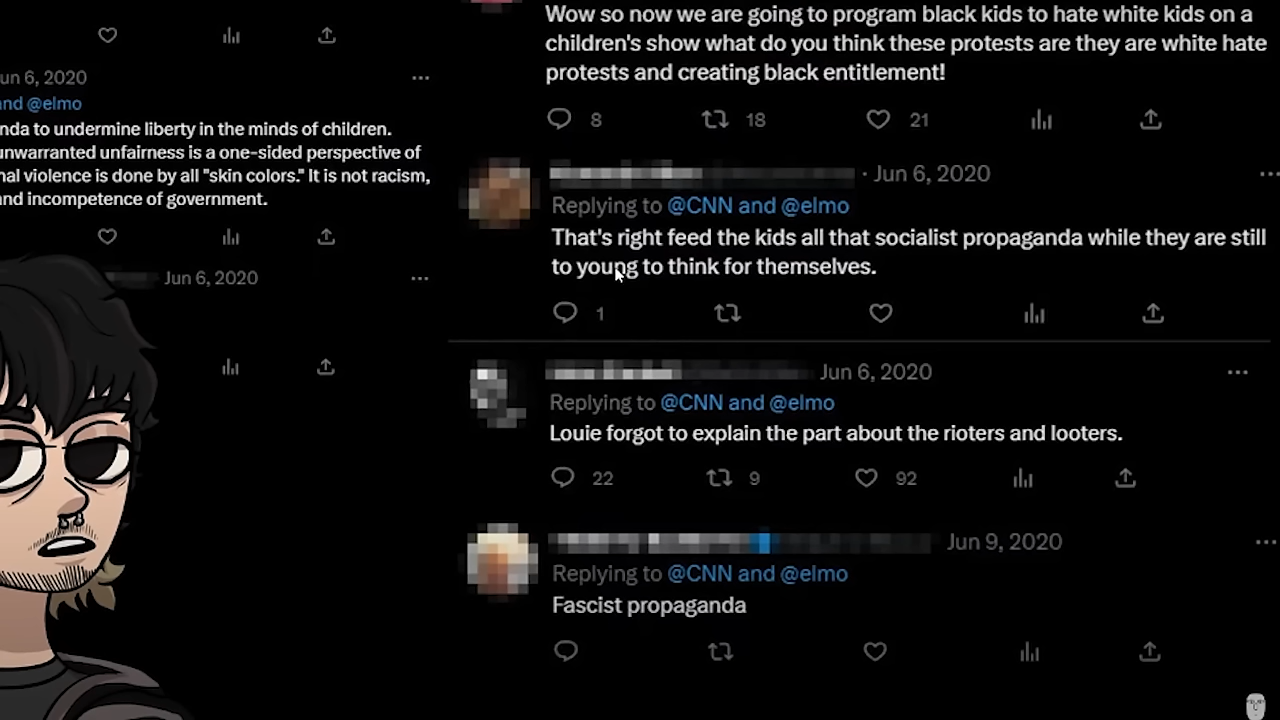 Jun 6, 2020
and @elmo
nda to undermine liberty in the minds of children.
unwarranted unfairness is a one-sided perspective of
nal violence is done by all "skin colors." It is not racism,
and incompetence of government.
Jun 6, 2020
Wow so now we are going to program black kids to hate white kids on a
children's show what do you think these protests are they are white hate
protests and creating black entitlement!
8 18 21
· Jun 6, 2020
Replying to @CNN and @elmo
That's right feed the kids all that socialist propaganda while they are still
to young to think for themselves.
1
Jun 6, 2020
Replying to @CNN and @elmo
Louie forgot to explain the part about the rioters and looters.
22 9 92
Jun 9, 2020
Replying to @CNN and @elmo
Fascist propaganda